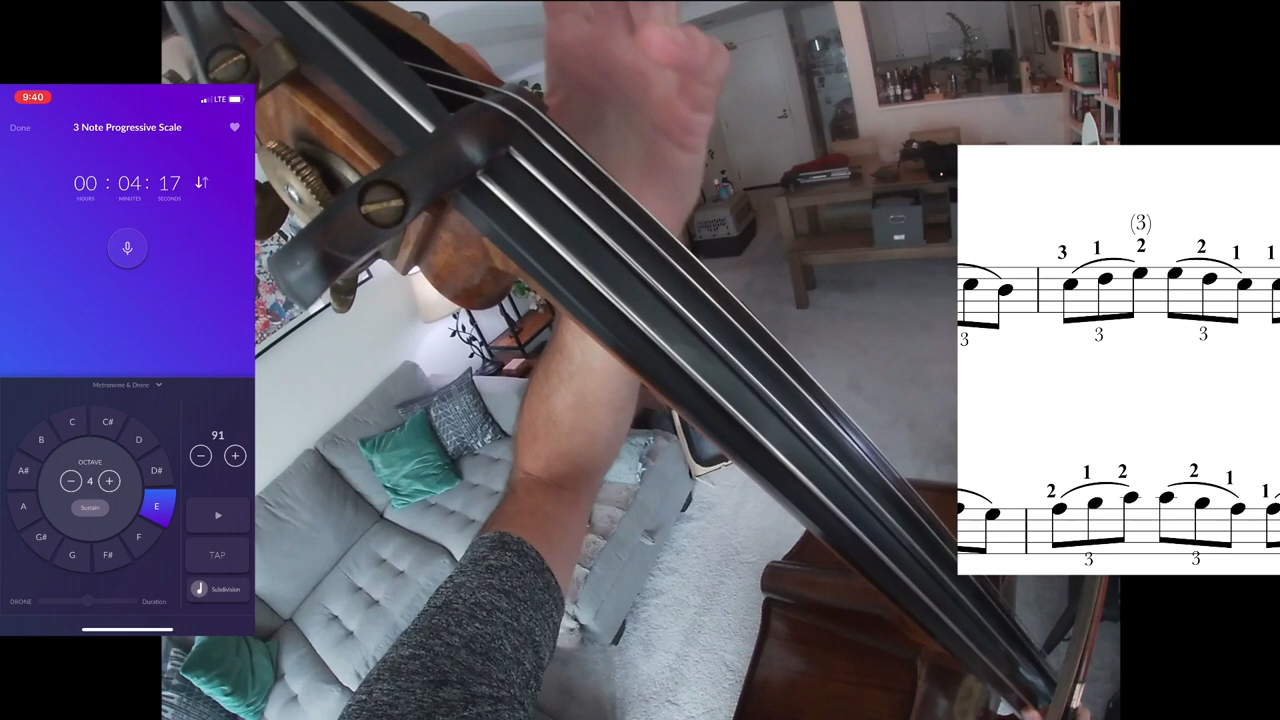 9:40
LTE
Done 3 Note Progressive Scale
00 : 04 : 17
HOURS MINUTES SECONDS
Metronome & Drone
C C#
B D
A# D#
A E
G# F
G F#
OCTAVE
4
Sustain
91
TAP
Subdivision
DRONE Duration
(3)
3 1 2 2 1 1
3 3 3
2 1 2 2 1 1
3 3